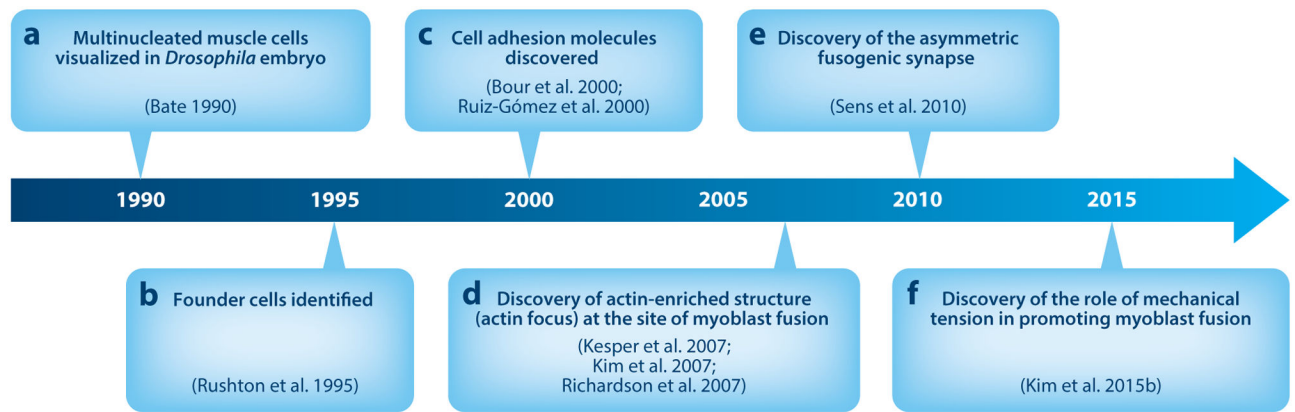 a
Multinucleated muscle cells
visualized in Drosophila embryo
(Bate 1990)
c
Cell adhesion molecules
discovered
(Bour et al. 2000;
Ruiz-Gómez et al. 2000)
e
Discovery of the asymmetric
fusogenic synapse
(Sens et al. 2010)
1990 1995 2000 2005 2010 2015
b
Founder cells identified
(Rushton et al. 1995)
d
Discovery of actin-enriched structure
(actin focus) at the site of myoblast fusion
(Kesper et al. 2007;
Kim et al. 2007;
Richardson et al. 2007)
f
Discovery of the role of mechanical
tension in promoting myoblast fusion
(Kim et al. 2015b)